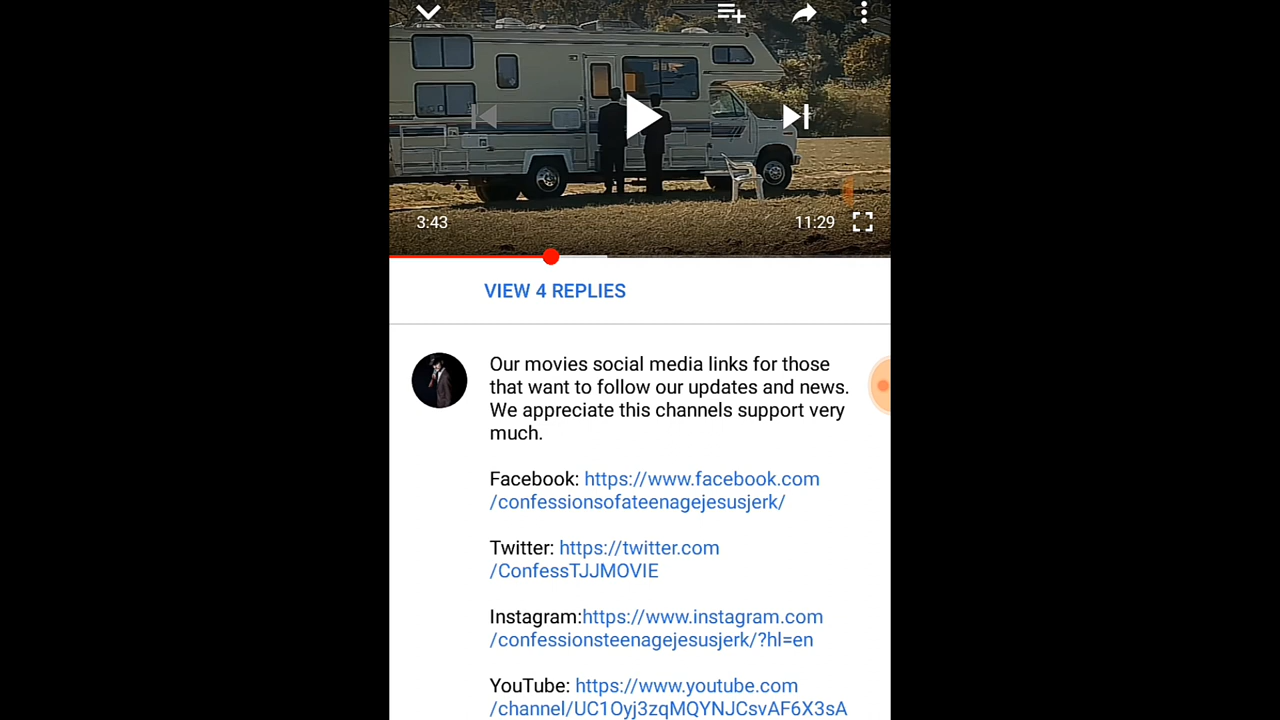 3:43
11:29
VIEW 4 REPLIES
Our movies social media links for those
that want to follow our updates and news.
We appreciate this channels support very
much.
Facebook: https://www.facebook.com
/confessionsofateenagejesusjerk/
Twitter: https://twitter.com
/ConfessTJJMOVIE
Instagram:https://www.instagram.com
/confessionsteenagejesusjerk/?hl=en
YouTube: https://www.youtube.com
/channel/UC1Oyj3zqMQYNJCsvAF6X3sA